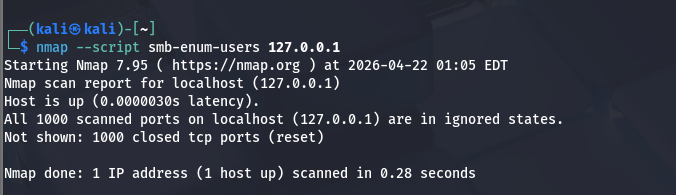 ┌──(kali㉿kali)-[~]
└─$ nmap --script smb-enum-users 127.0.0.1
Starting Nmap 7.95 ( https://nmap.org ) at 2026-04-22 01:05 EDT
Nmap scan report for localhost (127.0.0.1)
Host is up (0.0000030s latency).
All 1000 scanned ports on localhost (127.0.0.1) are in ignored states.
Not shown: 1000 closed tcp ports (reset)
Nmap done: 1 IP address (1 host up) scanned in 0.28 seconds